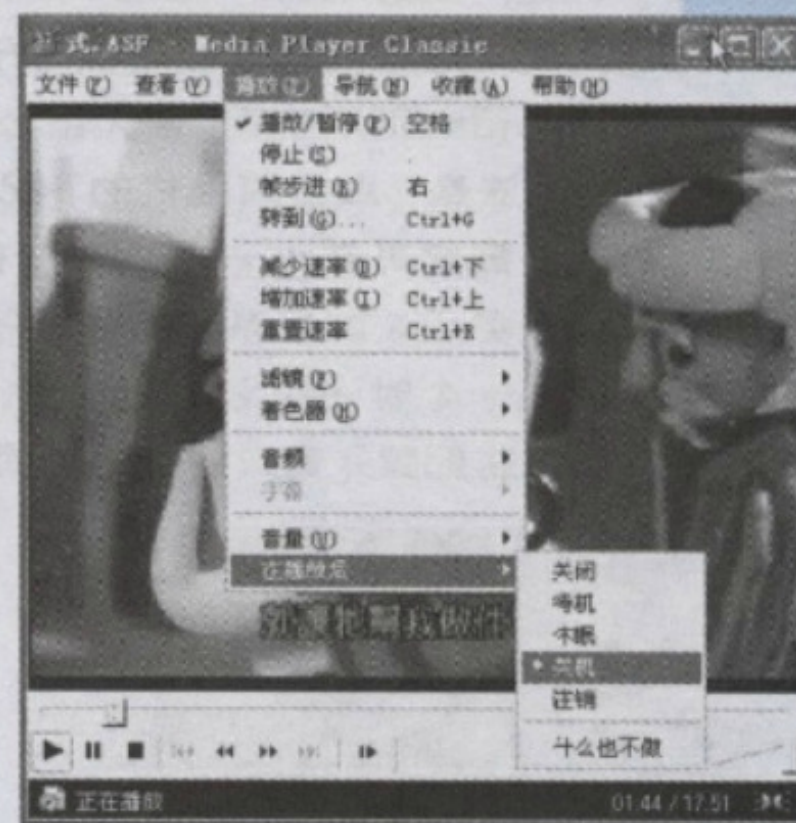 式.ASF - Media Player Classic
文件(F) 查看(V) 播放(P) 导航(N) 收藏(A) 帮助(H)
播放/暂停(P) 空格
停止(S) .
帧步进(R) 右
转到(G)... Ctrl+G
减少速率(D) Ctrl+下
增加速率(I) Ctrl+上
重置速率 Ctrl+R
滤镜(F)
着色器(H)
音频
字幕
音量(V)
在播放后
关闭
待机
休眠
关机
注销
什么也不做
正在播放
01:44 / 17:51